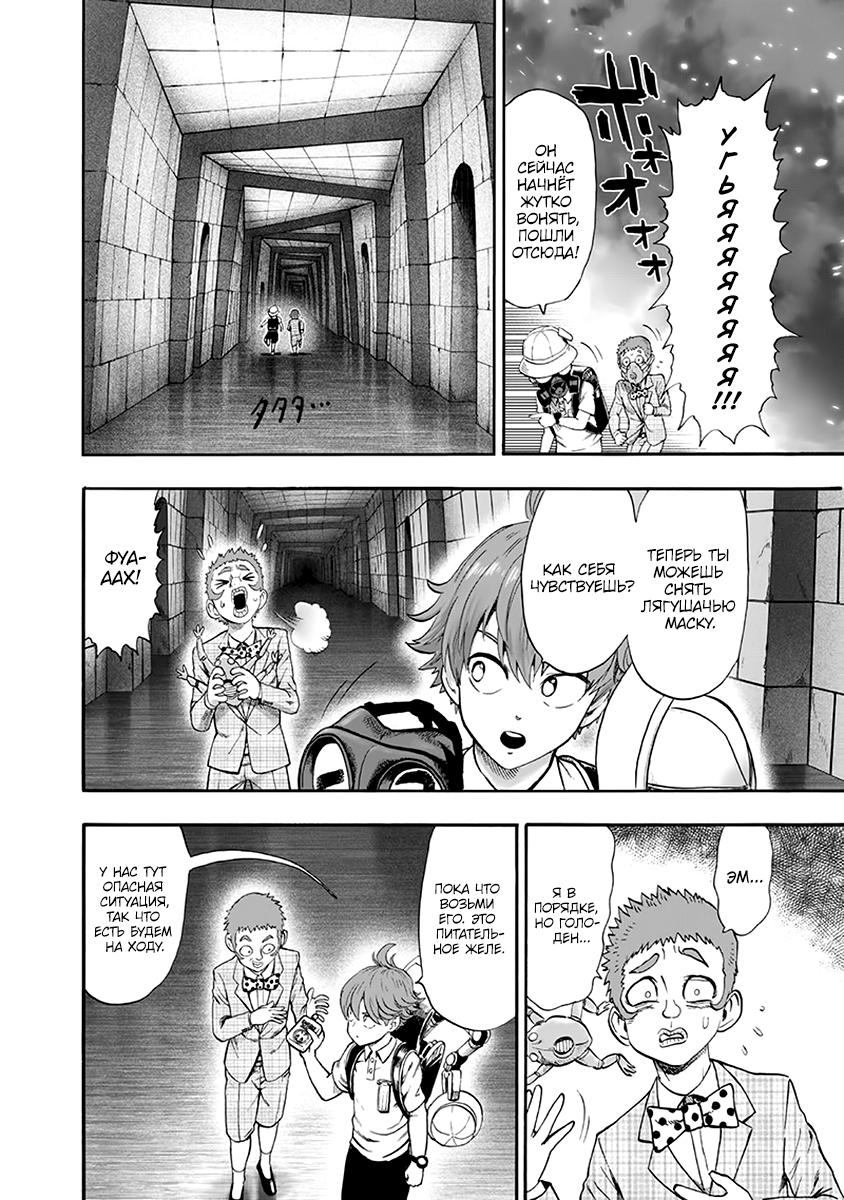 УГЬЯЯЯЯЯЯЯЯЯ!!!
ボォオォ
ОН
СЕЙЧАС
НАЧНЁТ
ЖУТКО
ВОНЯТЬ,
ПОШЛИ
ОТСЮДА!
タタタ…
ТЕПЕРЬ ТЫ
МОЖЕШЬ
СНЯТЬ
ЛЯГУШАЧЬЮ
МАСКУ.
КАК СЕБЯ
ЧУВСТВУЕШЬ?
ФУА-
ААХ!
ЭМ...
Я В
ПОРЯДКЕ,
НО ГОЛО-
ДЕН...
ПОКА ЧТО
ВОЗЬМИ
ЕГО. ЭТО
ПИТАТЕЛЬ-
НОЕ ЖЕЛЕ.
У НАС ТУТ
ОПАСНАЯ
СИТУАЦИЯ,
ТАК ЧТО
ЕСТЬ БУДЕМ
НА ХОДУ.